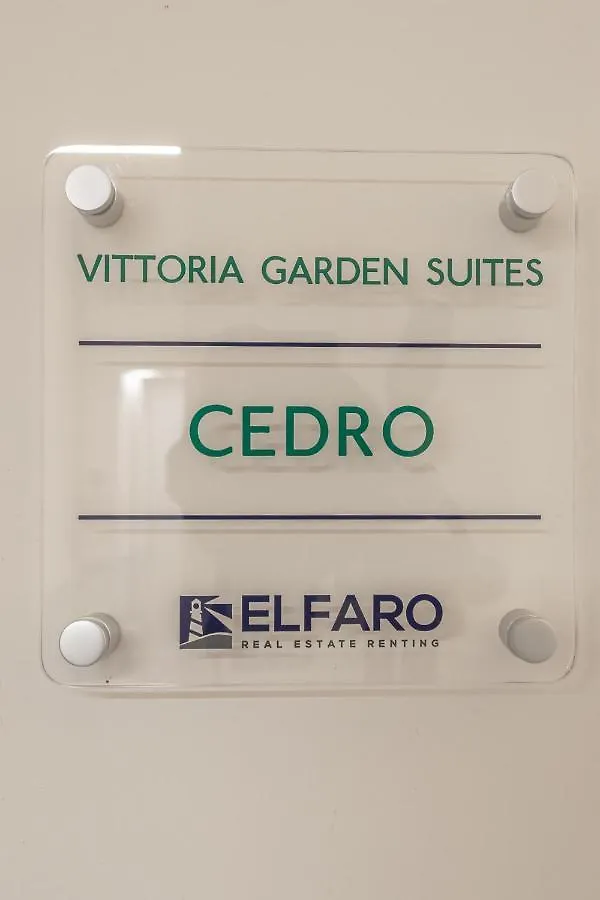 VITTORIA GARDEN SUITES
CEDRO
ELFARO
REAL ESTATE RENTING